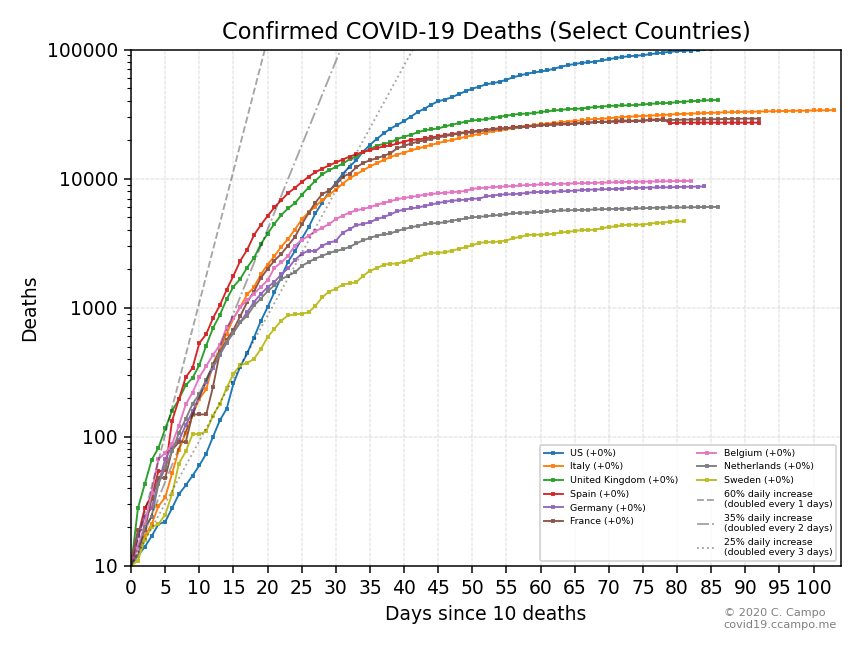 Confirmed COVID-19 Deaths (Select Countries)
100000
10000
1000
100
10
Deaths
0 5 10 15 20 25 30 35 40 45 50 55 60 65 70 75 80 85 90 95 100
Days since 10 deaths
US (+0%)
Italy (+0%)
United Kingdom (+0%)
Spain (+0%)
Germany (+0%)
France (+0%)
Belgium (+0%)
Netherlands (+0%)
Sweden (+0%)
60% daily increase
(doubled every 1 days)
35% daily increase
(doubled every 2 days)
25% daily increase
(doubled every 3 days)
© 2020 C. Campo
covid19.ccampo.me